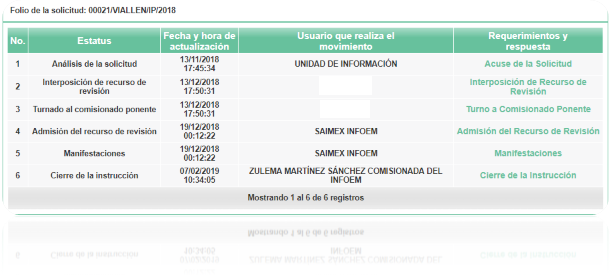 Folio de la solicitud: 00021/VIALLEN/IP/2018
No. Estatus Fecha y hora de actualización Usuario que realiza el movimiento Requerimientos y respuesta
1 Análisis de la solicitud 13/11/2018 17:45:34 UNIDAD DE INFORMACIÓN Acuse de la Solicitud
2 Interposición de recurso de revisión 13/12/2018 17:50:31 Interposición de Recurso de Revisión
3 Turnado al comisionado ponente 13/12/2018 17:50:31 Turno a Comisionado Ponente
4 Admisión del recurso de revisión 19/12/2018 00:12:22 SAIMEX INFOEM Admisión del Recurso de Revisión
5 Manifestaciones 19/12/2018 00:12:22 SAIMEX INFOEM Manifestaciones
6 Cierre de la instrucción 07/02/2019 10:34:05 ZULEMA MARTÍNEZ SÁNCHEZ COMISIONADA DEL INFOEM Cierre de la Instrucción
Mostrando 1 al 6 de 6 registros